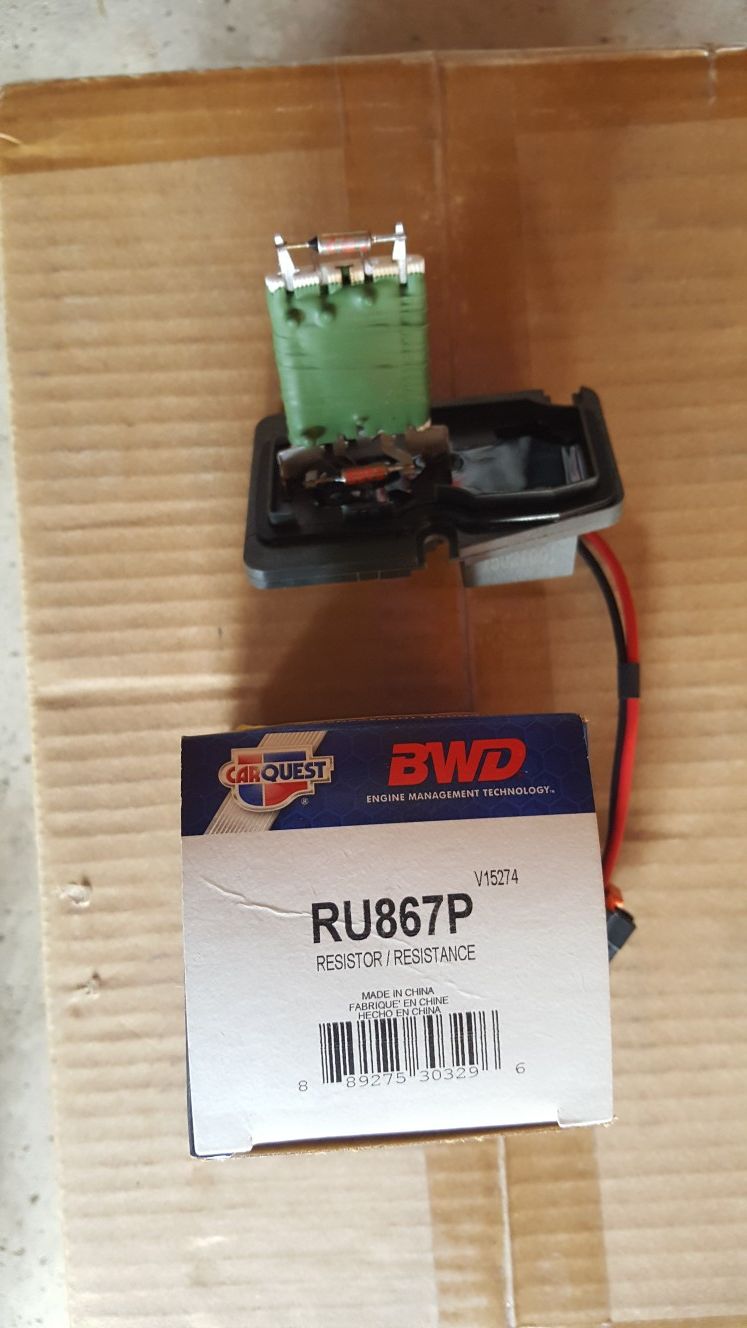 CARQUEST ®
BWD
ENGINE MANAGEMENT TECHNOLOGY™
V15274
RU867P
RESISTOR / RESISTANCE
MADE IN CHINA
FABRIQUE' EN CHINE
HECHO EN CHINA
8 89275 30329 6